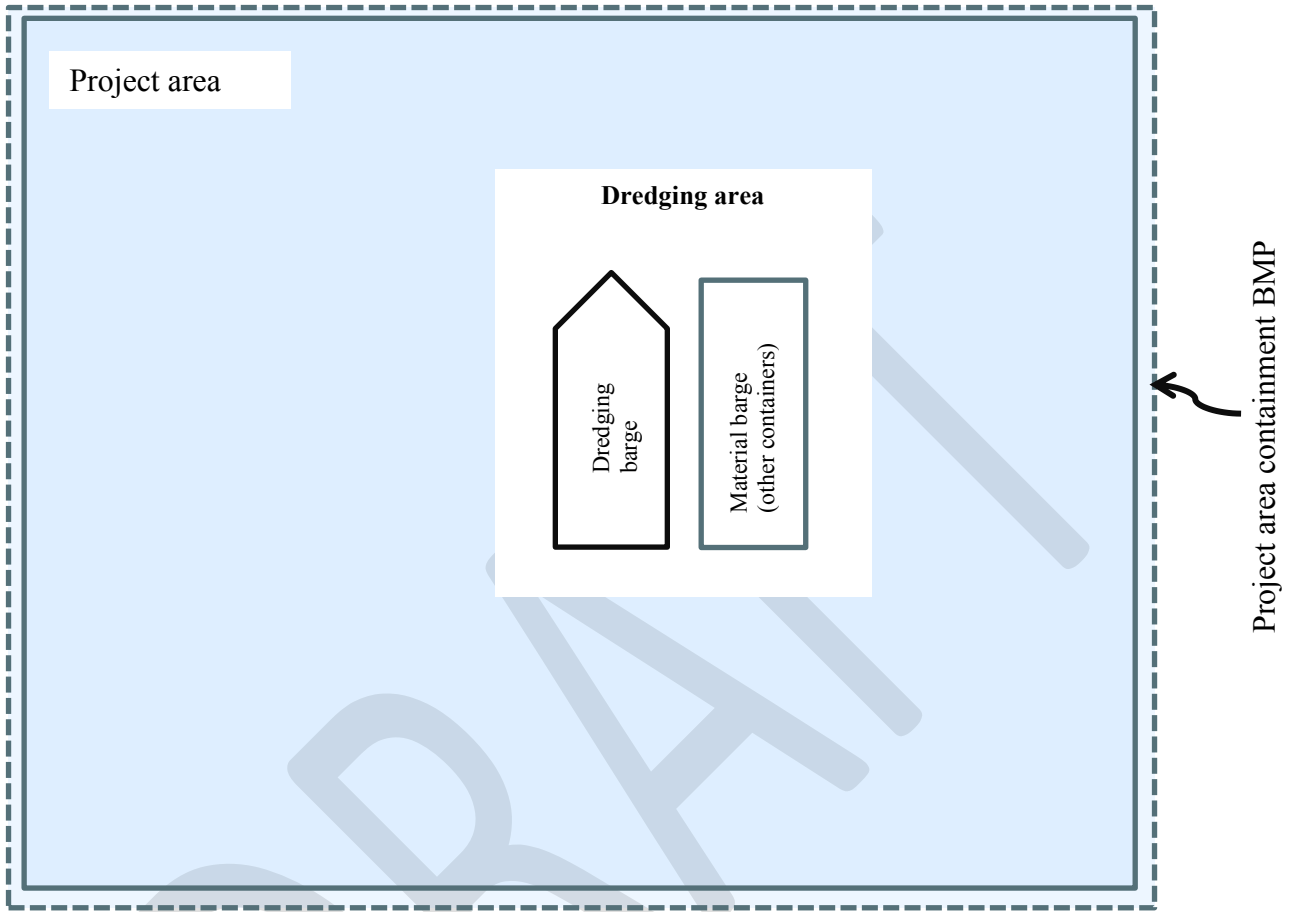 Project area
Dredging area
Dredging
barge
Material barge
(other containers)
Project area containment BMP
DRAFT